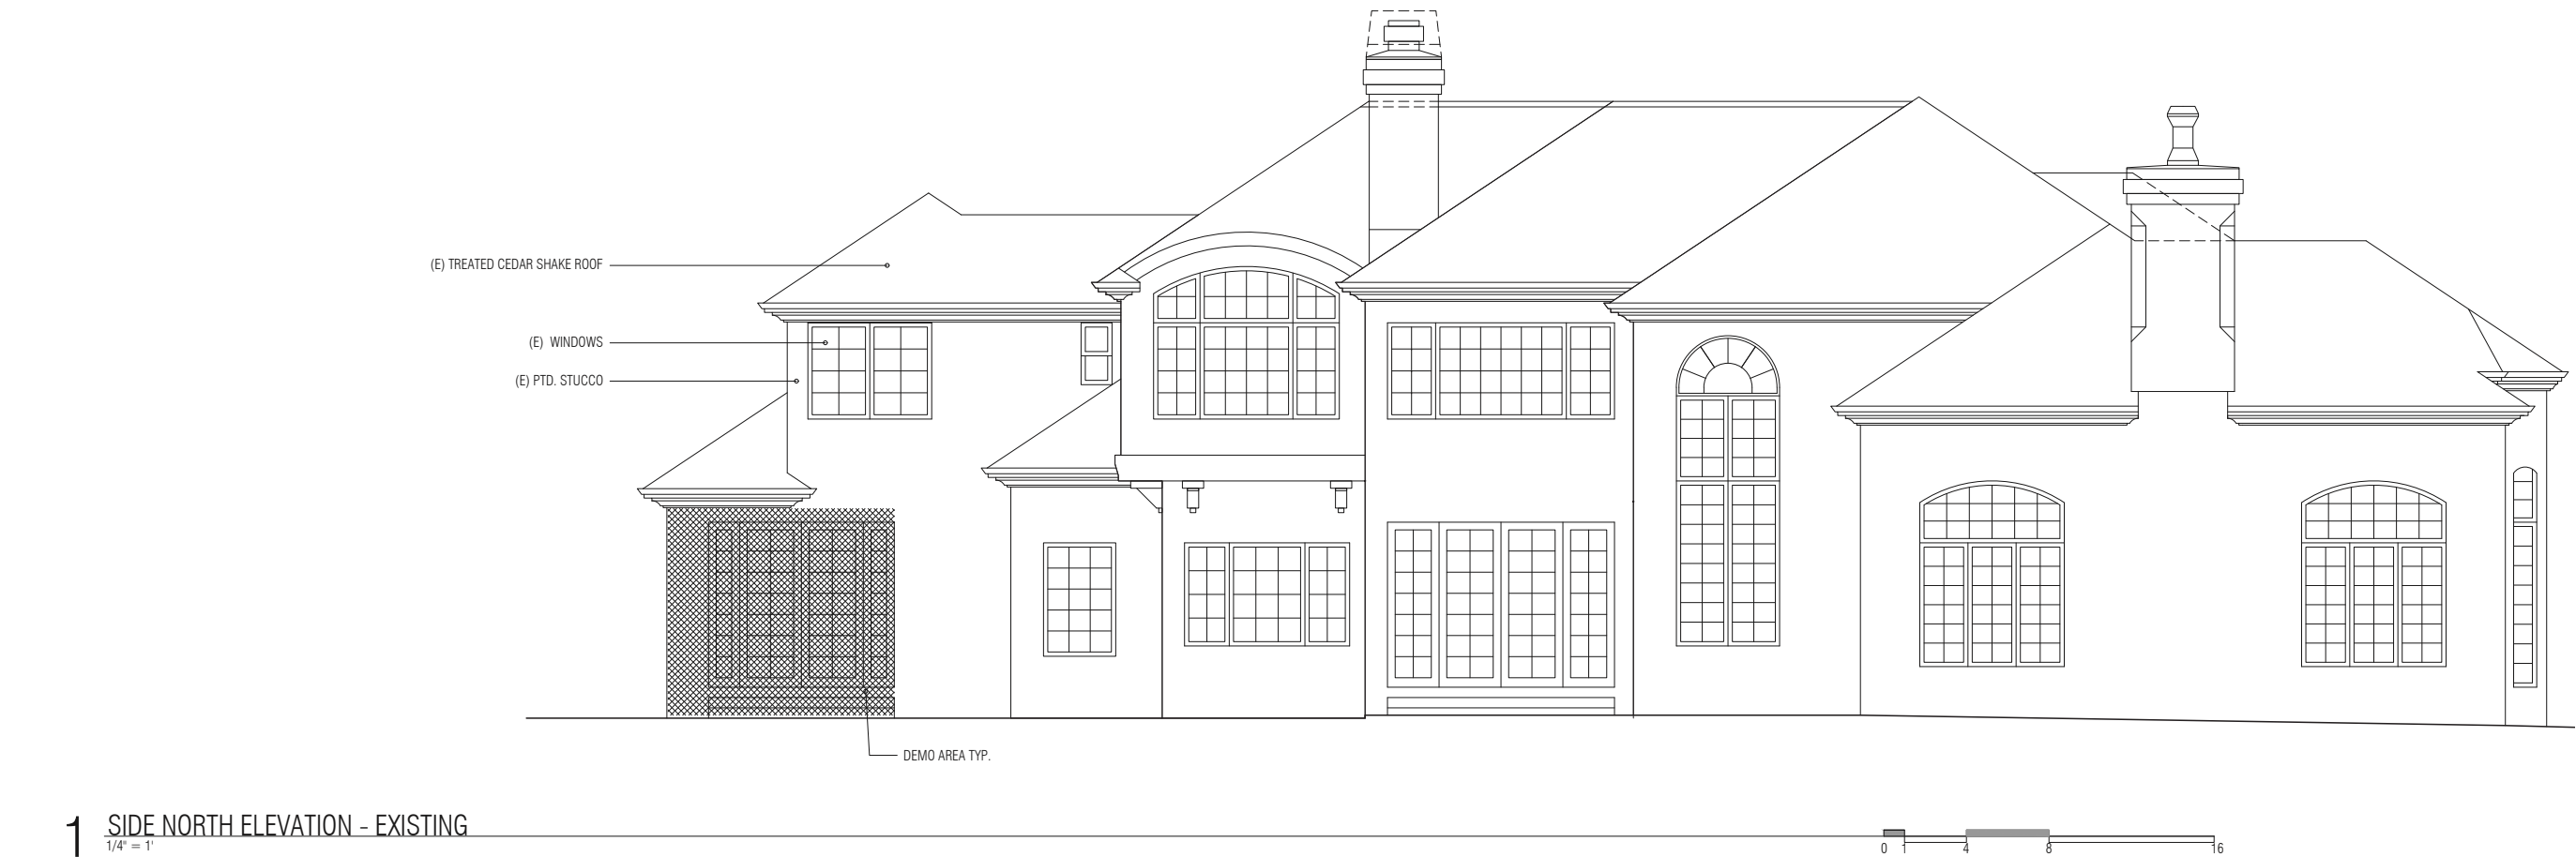 (E) TREATED CEDAR SHAKE ROOF
(E) WINDOWS
(E) PTD. STUCCO
DEMO AREA TYP.
1 SIDE NORTH ELEVATION - EXISTING
1/4" = 1'
0 1 4 8 16